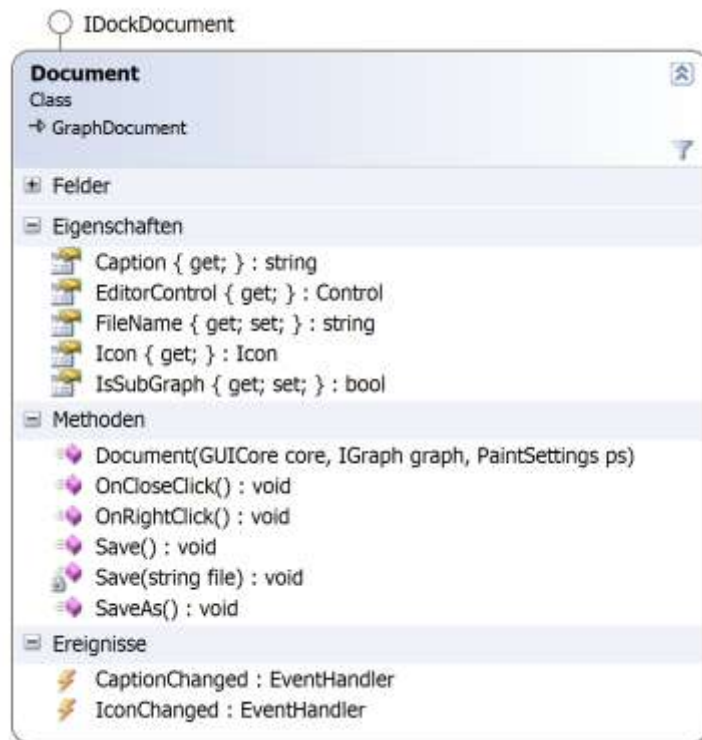 IDockDocument
Document
Class
GraphDocument
Felder
Eigenschaften
Caption { get; } : string
EditorControl { get; } : Control
FileName { get; set; } : string
Icon { get; } : Icon
IsSubGraph { get; set; } : bool
Methoden
Document(GUICore core, IGraph graph, PaintSettings ps)
OnCloseClick() : void
OnRightClick() : void
Save() : void
Save(string file) : void
SaveAs() : void
Ereignisse
CaptionChanged : EventHandler
IconChanged : EventHandler